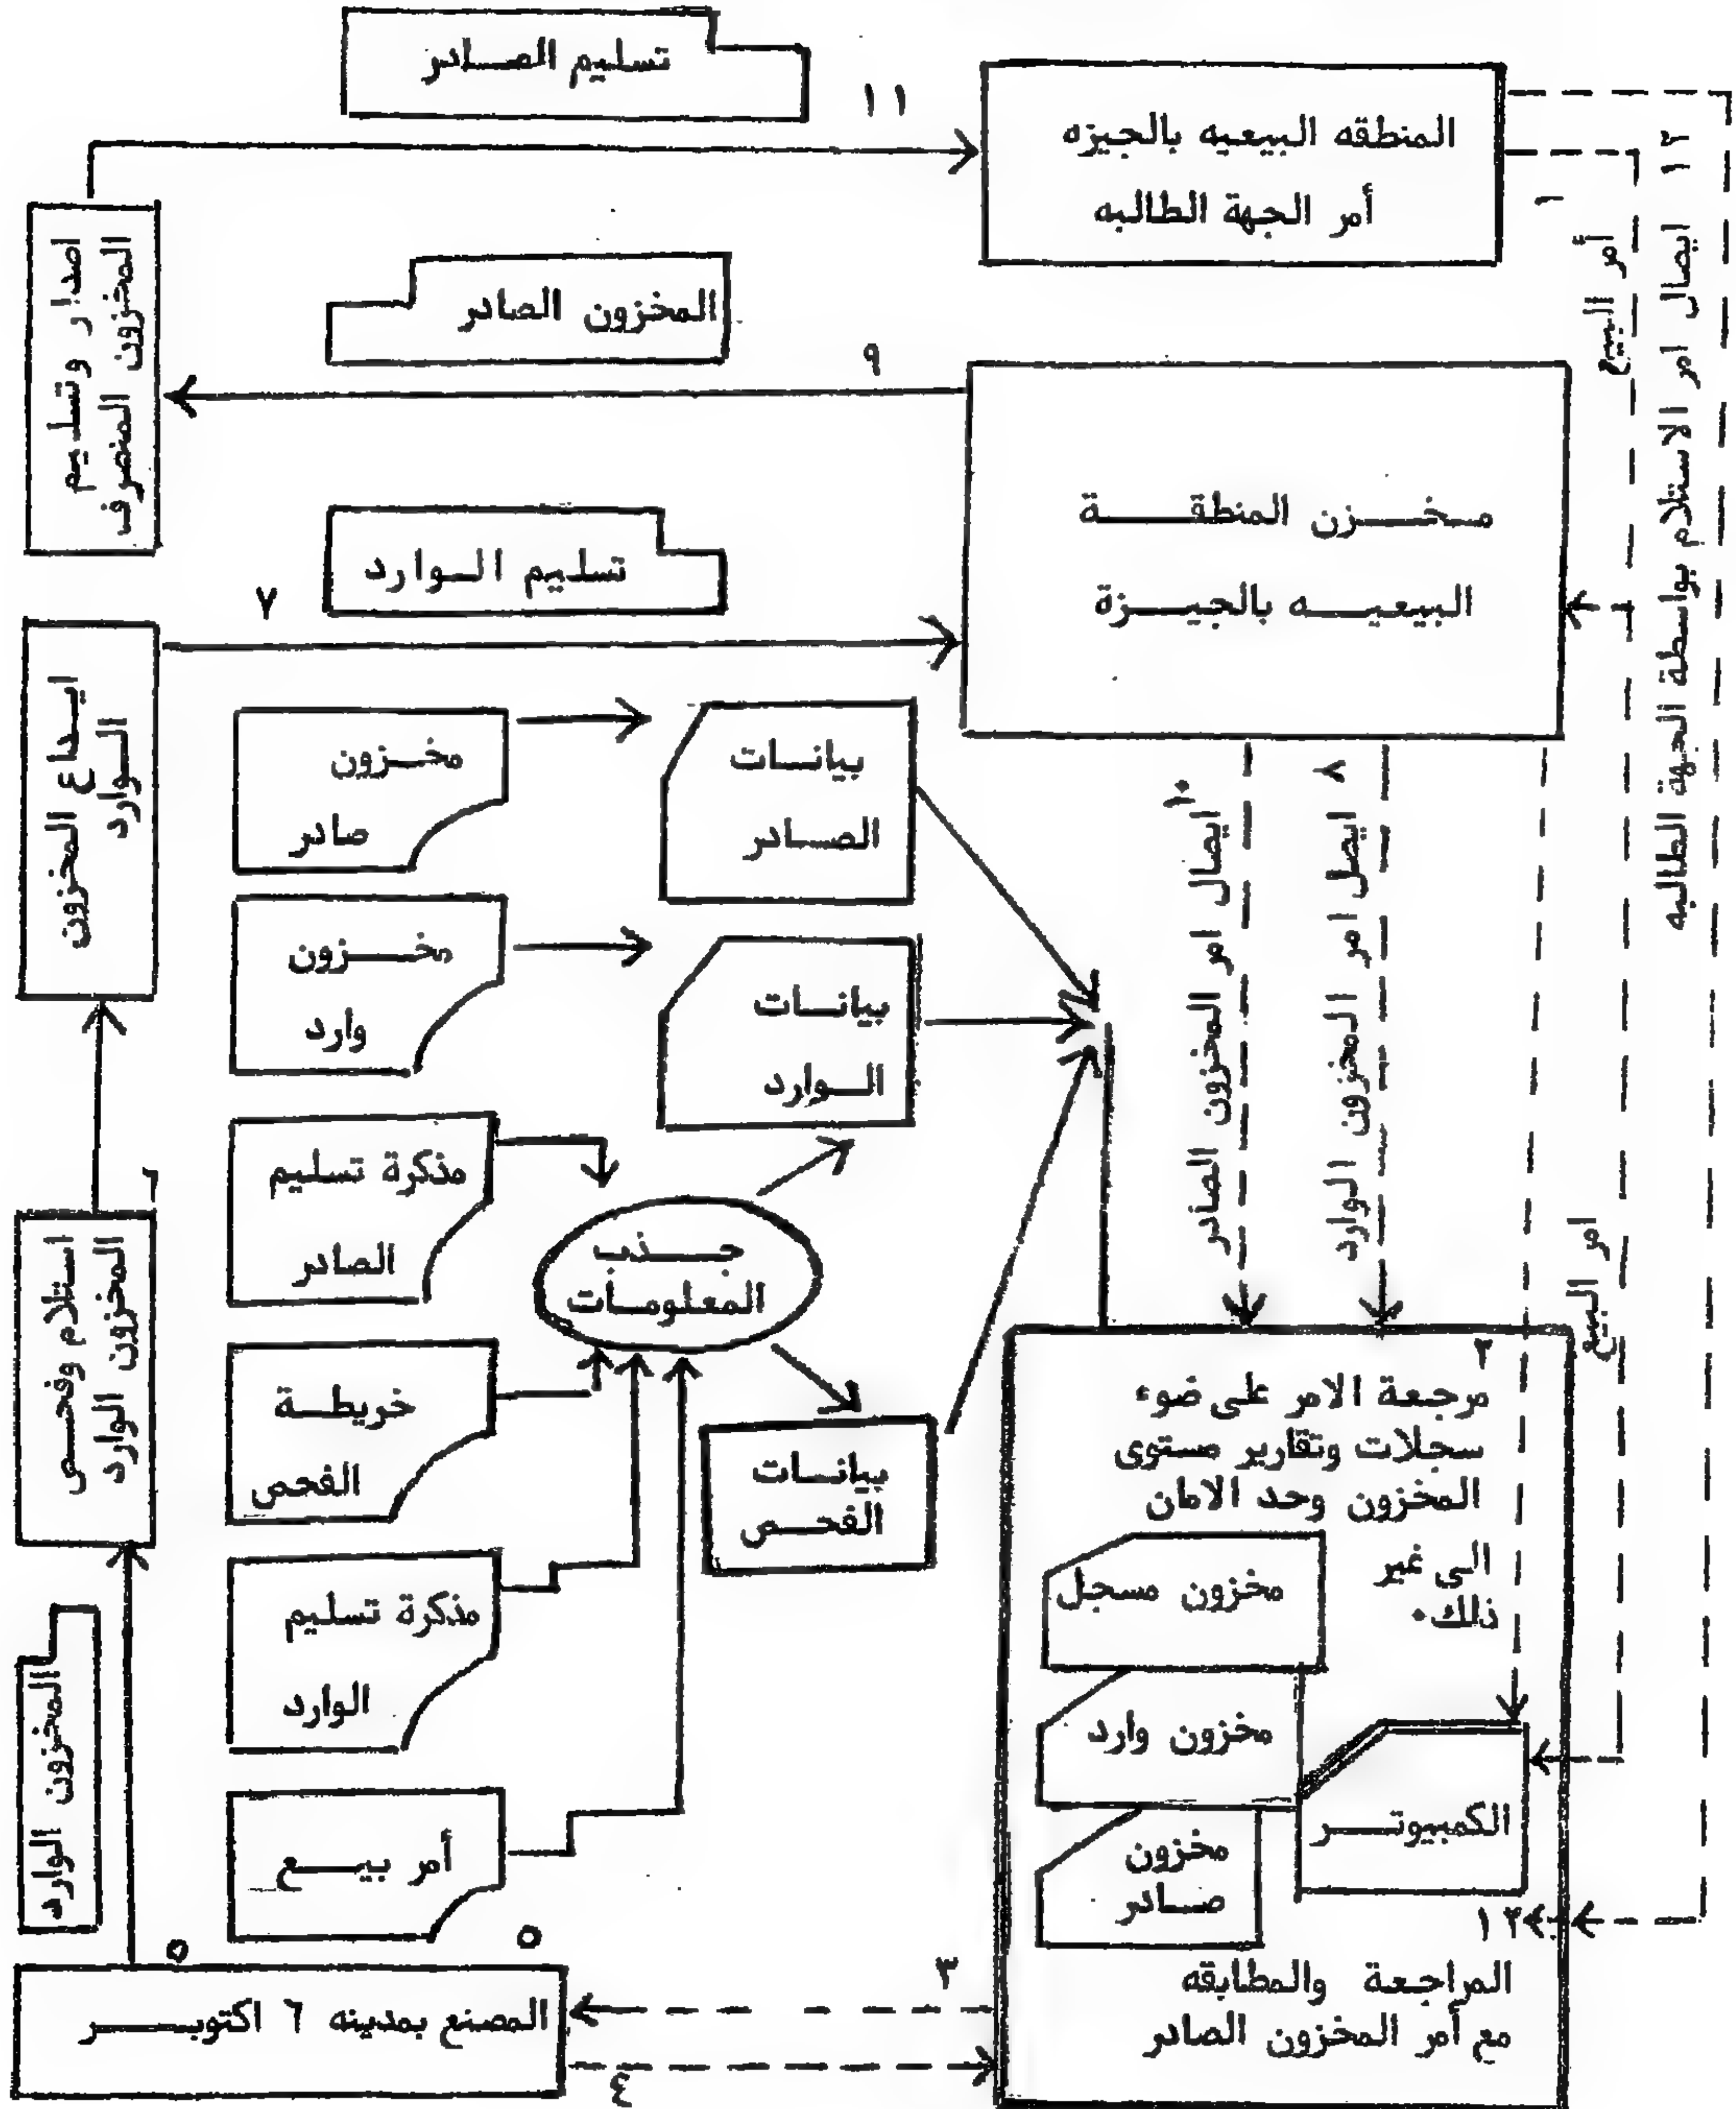 تسليم الصادر
١١
المنطقه البيعيه بالجيزه
أمر الجهة الطالبه
١
١٢
ايصال امر الاستلام بواسطة الجهة الطالبه
أمر البيع
اصدار وتسليم
المخزون المنصرف
المخزون الصادر
٩
مخزن المنطقة
البيعيه بالجيزة
تسليم الوارد
٧
ايداع المخزون
الوارد
مخزون
صادر
بيانات
الصادر
١٠
ايصال امر المخزون الصادر
٨
ايصل امر المخزون الوارد
مخزون
وارد
بيانات
الوارد
مذكرة تسليم
الصادر
جذب
المعلومات
استلام وفحص
المخزون الوارد
امر البيع
خريطة
الفحص
بيانات
الفحص
٢
مرجعة الامر على ضوء
سجلات وتقارير مستوى
المخزون وحد الامان
الى غير
ذلك.
مخزون مسجل
مذكرة تسليم
الوارد
مخزون وارد
الكمبيوتر
المخزون الوارد
مخزون
صادر
أمر بيع
٥
٥
١٢
المراجعة والمطابقه
مع أمر المخزون الصادر
٣
المصنع بمدينه ٦ اكتوبر
٤